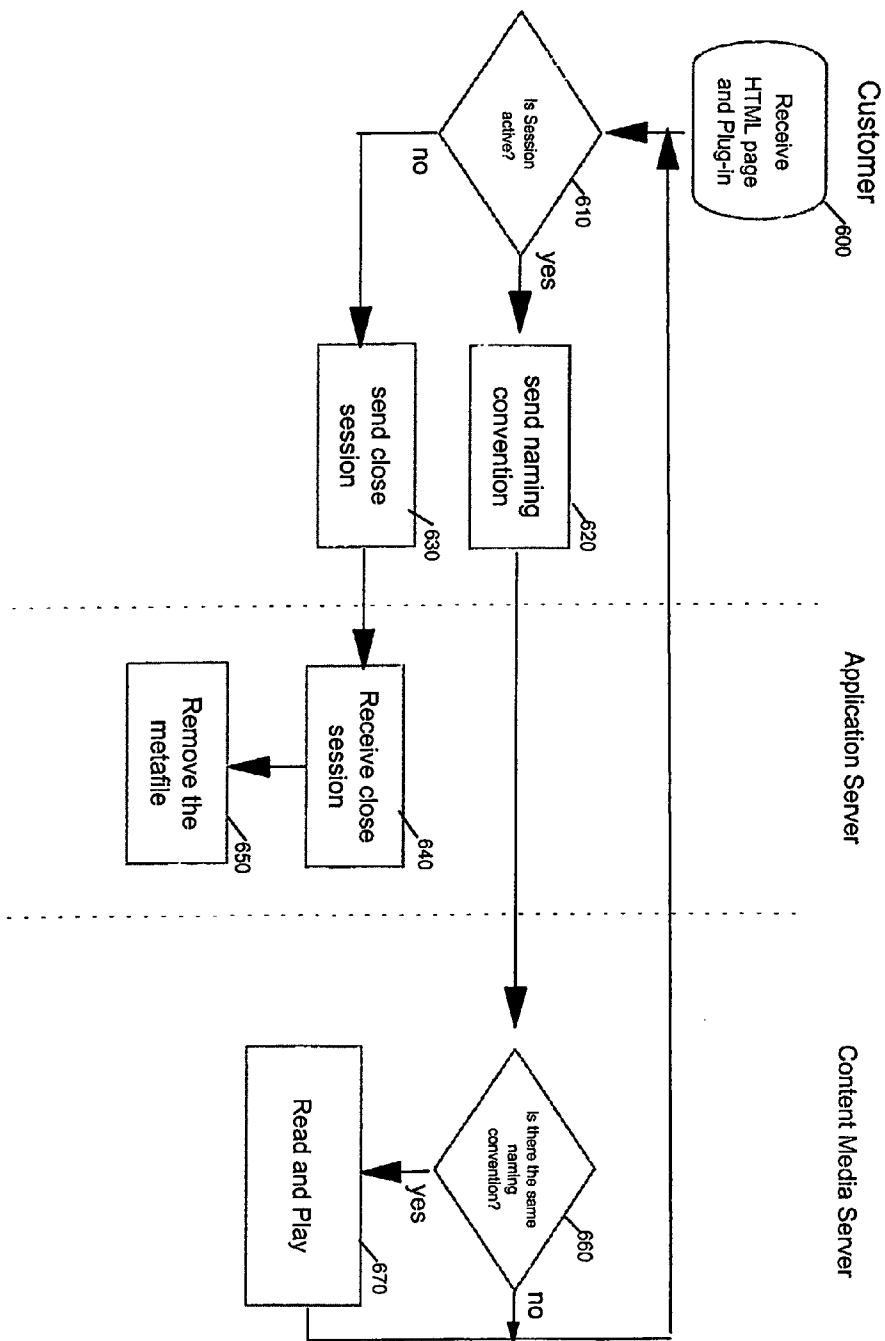 Customer
Application Server
Content Media Server
Receive
HTML page
and Plug-in
600
Is Session
active?
610
yes
no
send naming
convention
620
send close
session
630
Receive close
session
640
Remove the
metafile
650
Is there the same
naming
convention?
660
no
yes
Read and Play
670